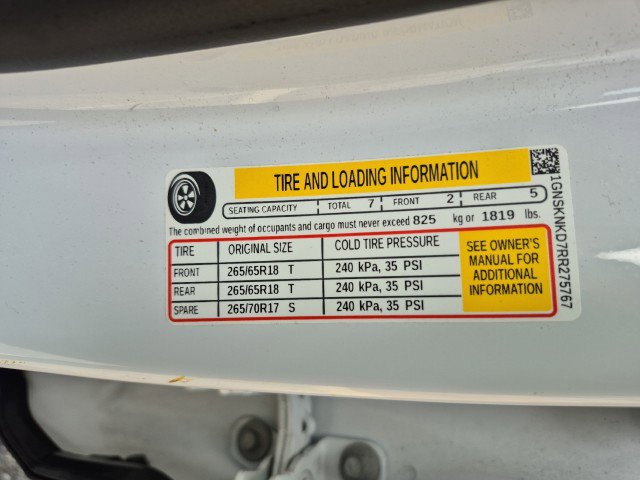 TIRE AND LOADING INFORMATION
SEATING CAPACITY TOTAL 7 FRONT 2 REAR 5
The combined weight of occupants and cargo must never exceed 825 kg or 1819 lbs.
TIRE ORIGINAL SIZE COLD TIRE PRESSURE
FRONT 265/65R18 T 240 kPa, 35 PSI
REAR 265/65R18 T 240 kPa, 35 PSI
SPARE 265/70R17 S 240 kPa, 35 PSI
SEE OWNER'S
MANUAL FOR
ADDITIONAL
INFORMATION
1GNSKNKD7RR275767